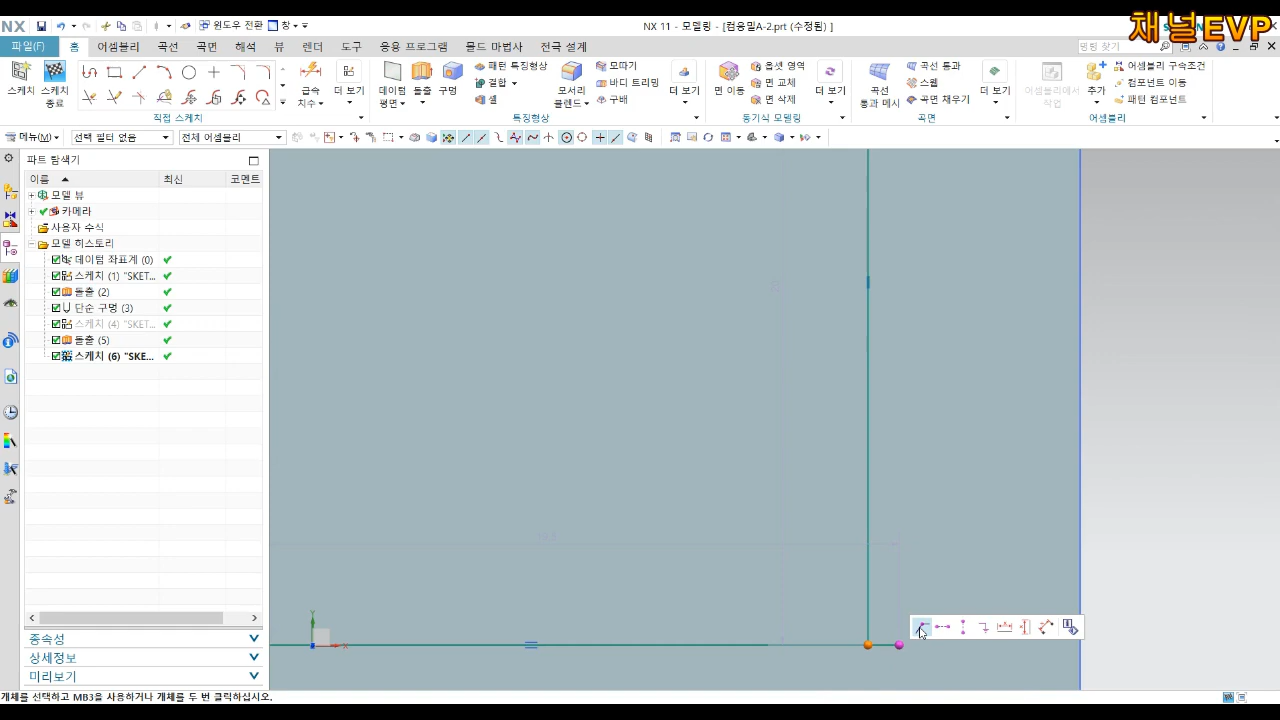 채널EVP
NX
윈도우 전환
창
NX 11 - 모델링 - [컴응밀A-2.prt (수정됨) ]
파일(F)
홈
어셈블리
곡선
곡면
해석
뷰
렌더
도구
응용 프로그램
몰드 마법사
전극 설계
명령 찾기
스케치
스케치 종료
급속 치수
더 보기
데이텀 평면
돌출
구멍
패턴 특징형상
결합
셸
모서리 블렌드
모따기
바디 트리밍
구배
더 보기
면 이동
옵셋 영역
면 교체
면 삭제
더 보기
곡선 통과 메시
곡선 통과
스웹
곡면 채우기
더 보기
어셈블리에서 작업
추가
어셈블리 구속조건
컴포넌트 이동
패턴 컴포넌트
직접 스케치
특징형상
동기식 모델링
곡면
어셈블리
메뉴(M)
선택 필터 없음
전체 어셈블리
파트 탐색기
이름
최신
코멘트
모델 뷰
카메라
사용자 수식
모델 히스토리
데이텀 좌표계 (0)
스케치 (1) "SKET...
돌출 (2)
단순 구멍 (3)
스케치 (4) "SKET...
돌출 (5)
스케치 (6) "SKE...
종속성
상세정보
미리보기
Y
X
개체를 선택하고 MB3을 사용하거나 개체를 두 번 클릭하십시오.